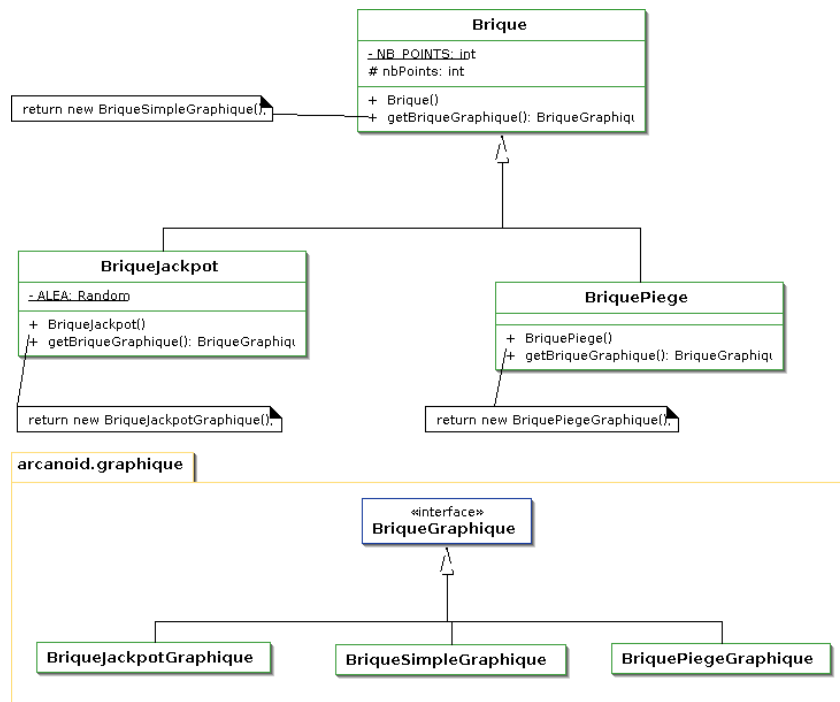 Brique
- NB_POINTS: int
# nbPoints: int
+ Brique()
+ getBriqueGraphique(): BriqueGraphiqu
return new BriqueSimpleGraphique();
BriqueJackpot
- ALEA: Random
+ BriqueJackpot()
+ getBriqueGraphique(): BriqueGraphiqu
return new BriqueJackpotGraphique();
BriquePiege
+ BriquePiege()
+ getBriqueGraphique(): BriqueGraphiqu
return new BriquePiegeGraphique();
arcanoid.graphique
«interface»
BriqueGraphique
BriqueJackpotGraphique
BriqueSimpleGraphique
BriquePiegeGraphique